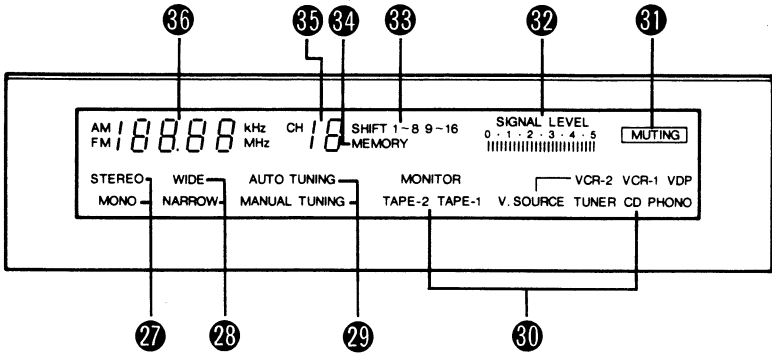 36 35 34 33 32 31
AM 188.88 kHz CH 18 SHIFT 1~8 9~16 SIGNAL LEVEL MUTING
FM MHz MEMORY 0·1·2·3·4·5
STEREO WIDE AUTO TUNING MONITOR VCR-2 VCR-1 VDP
MONO NARROW MANUAL TUNING TAPE-2 TAPE-1 V. SOURCE TUNER CD PHONO
27 28 29 30